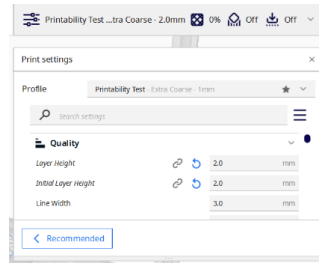 Printability Test ...tra Coarse - 2.0mm 0% Off Off
Print settings ×
Profile Printability Test - Extra Coarse - 1mm
Search settings
Quality
Layer Height 2.0 mm
Initial Layer Height 2.0 mm
Line Width 3.0 mm
Recommended